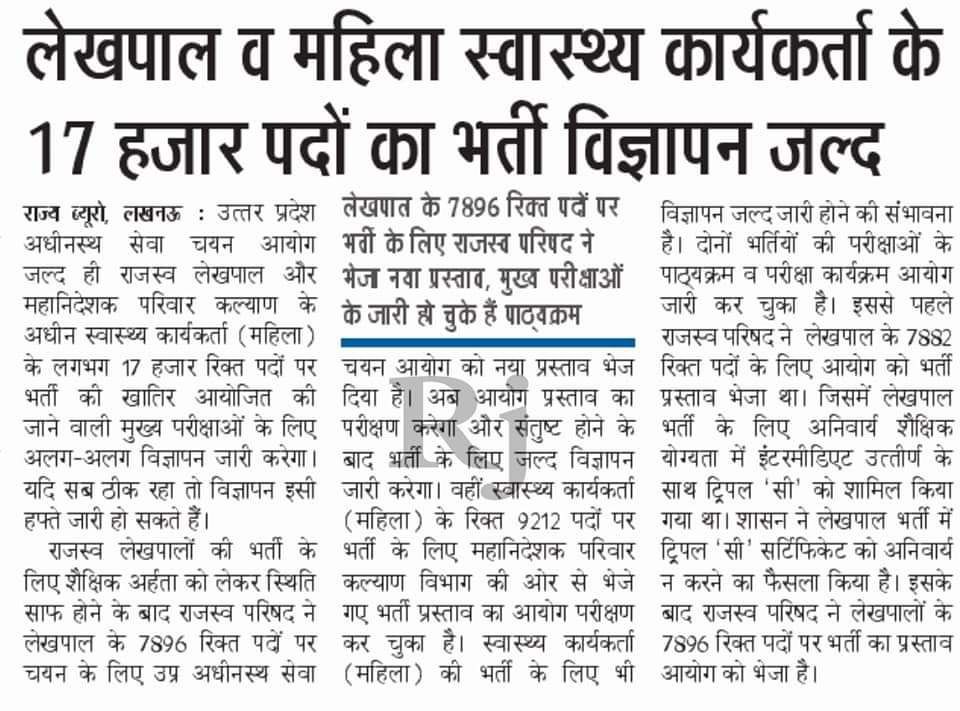 लेखपाल व महिला स्वास्थ्य कार्यकर्ता के
17 हजार पदों का भर्ती विज्ञापन जल्द
राज्य ब्यूरो, लखनऊ : उत्तर प्रदेश
अधीनस्थ सेवा चयन आयोग
जल्द ही राजस्व लेखपाल और
महानिदेशक परिवार कल्याण के
अधीन स्वास्थ्य कार्यकर्ता (महिला)
के लगभग 17 हजार रिक्त पदों पर
भर्ती की खातिर आयोजित की
जाने वाली मुख्य परीक्षाओं के लिए
अलग-अलग विज्ञापन जारी करेगा।
यदि सब ठीक रहा तो विज्ञापन इसी
हफ्ते जारी हो सकते हैं।
राजस्व लेखपालों की भर्ती के
लिए शैक्षिक अर्हता को लेकर स्थिति
साफ होने के बाद राजस्व परिषद ने
लेखपाल के 7896 रिक्त पदों पर
चयन के लिए उप्र अधीनस्थ सेवा
लेखपाल के 7896 रिक्त पदों पर
भर्ती के लिए राजस्व परिषद ने
भेजा नया प्रस्ताव, मुख्य परीक्षाओं
के जारी हो चुके हैं पाठ्यक्रम
चयन आयोग को नया प्रस्ताव भेज
दिया है। अब आयोग प्रस्ताव का
परीक्षण करेगा और संतुष्ट होने के
बाद भर्ती के लिए जल्द विज्ञापन
जारी करेगा। वहीं स्वास्थ्य कार्यकर्ता
(महिला) के रिक्त 9212 पदों पर
भर्ती के लिए महानिदेशक परिवार
कल्याण विभाग की ओर से भेजे
गए भर्ती प्रस्ताव का आयोग परीक्षण
कर चुका है। स्वास्थ्य कार्यकर्ता
(महिला) की भर्ती के लिए भी
विज्ञापन जल्द जारी होने की संभावना
है। दोनों भर्तियों की परीक्षाओं के
पाठ्यक्रम व परीक्षा कार्यक्रम आयोग
जारी कर चुका है। इससे पहले
राजस्व परिषद ने लेखपाल के 7882
रिक्त पदों के लिए आयोग को भर्ती
प्रस्ताव भेजा था। जिसमें लेखपाल
भर्ती के लिए अनिवार्य शैक्षिक
योग्यता में इंटरमीडिएट उत्तीर्ण के
साथ ट्रिपल 'सी' को शामिल किया
गया था। शासन ने लेखपाल भर्ती में
ट्रिपल 'सी' सर्टिफिकेट को अनिवार्य
न करने का फैसला किया है। इसके
बाद राजस्व परिषद ने लेखपालों के
7896 रिक्त पदों पर भर्ती का प्रस्ताव
आयोग को भेजा है।
Rj